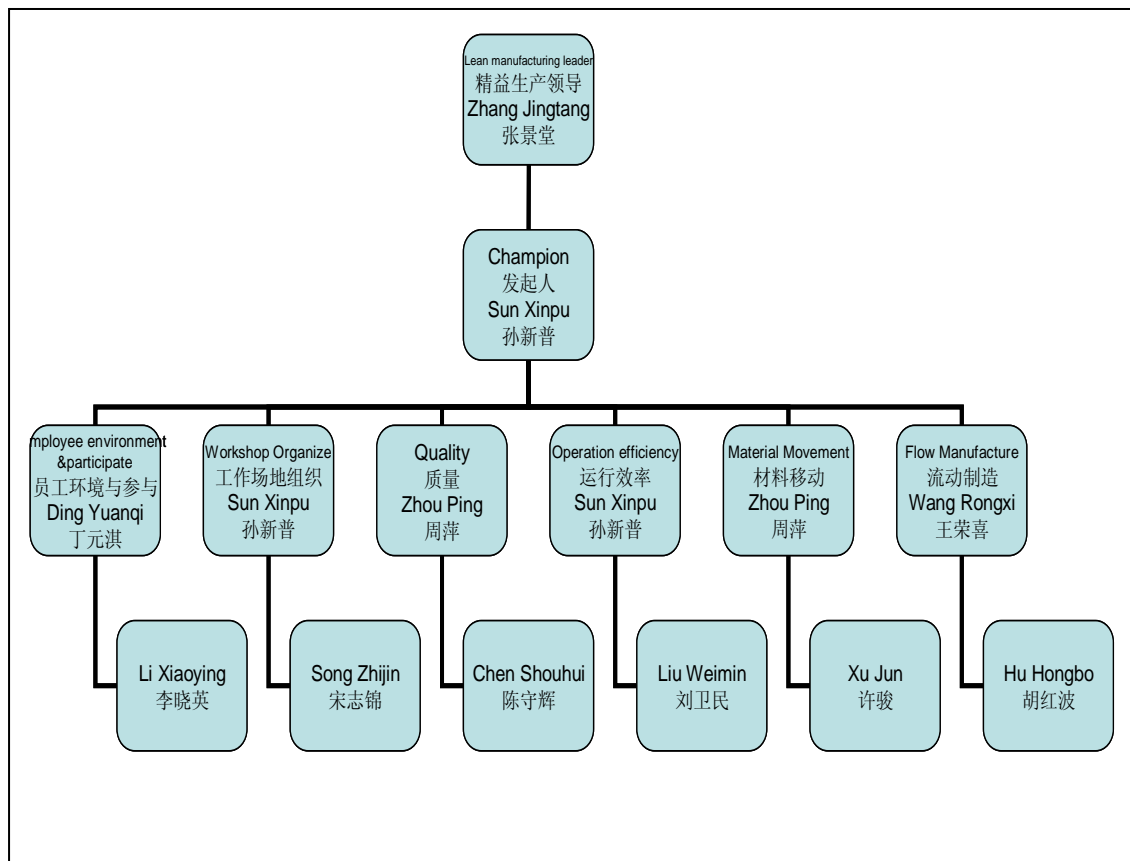 Lean manufacturing leader
精益生产领导
Zhang Jingtang
张景堂
Champion
发起人
Sun Xinpu
孙新普
mployee environment
&participate
员工环境与参与
Ding Yuanqi
丁元淇
Workshop Organize
工作场地组织
Sun Xinpu
孙新普
Quality
质量
Zhou Ping
周萍
Operation efficiency
运行效率
Sun Xinpu
孙新普
Material Movement
材料移动
Zhou Ping
周萍
Flow Manufacture
流动制造
Wang Rongxi
王荣喜
Li Xiaoying
李晓英
Song Zhijin
宋志锦
Chen Shouhui
陈守辉
Liu Weimin
刘卫民
Xu Jun
许骏
Hu Hongbo
胡红波